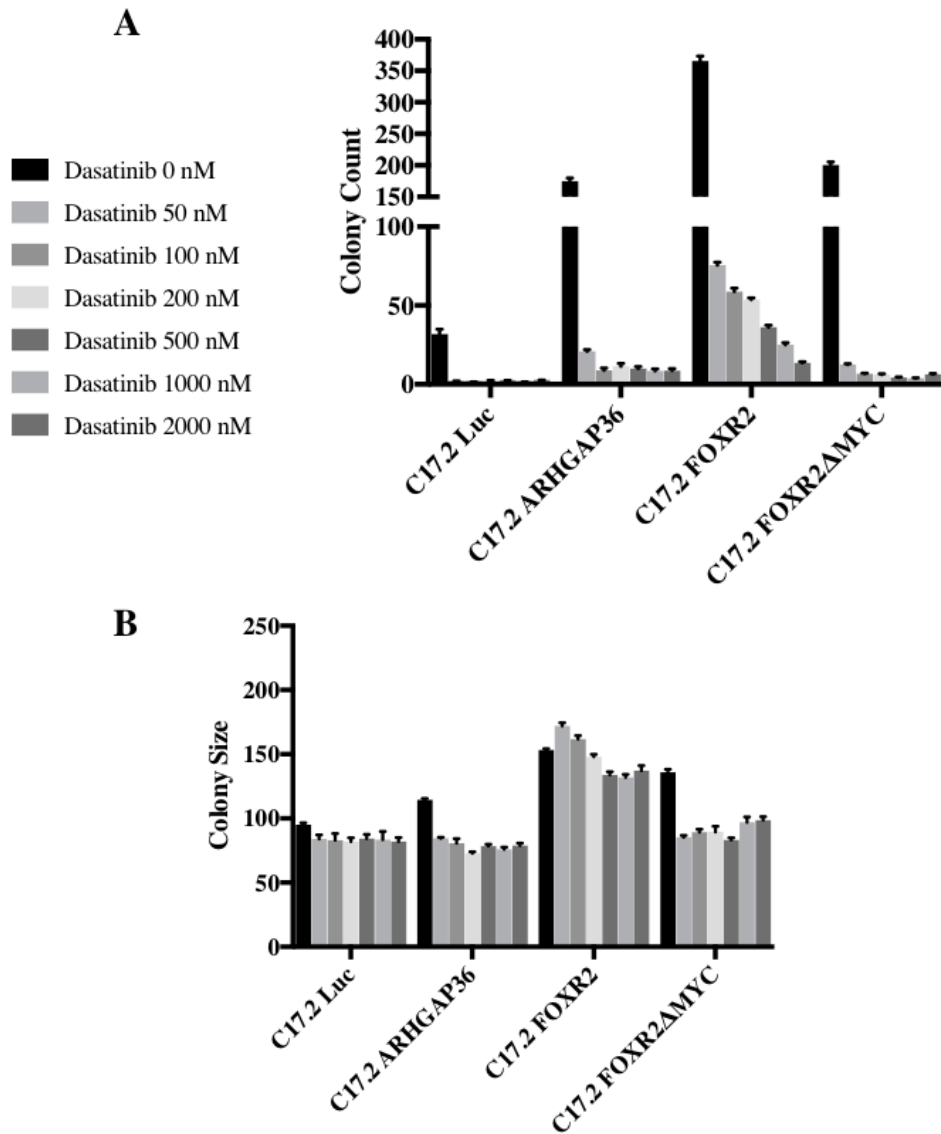 A
Colony Count
400
350
300
250
200
150
100
50
0
Dasatinib 0 nM
Dasatinib 50 nM
Dasatinib 100 nM
Dasatinib 200 nM
Dasatinib 500 nM
Dasatinib 1000 nM
Dasatinib 2000 nM
C17.2 Luc
C17.2 ARHGAP36
C17.2 FOXR2
C17.2 FOXR2ΔMYC
B
Colony Size
250
200
150
100
50
0
C17.2 Luc
C17.2 ARHGAP36
C17.2 FOXR2
C17.2 FOXR2ΔMYC